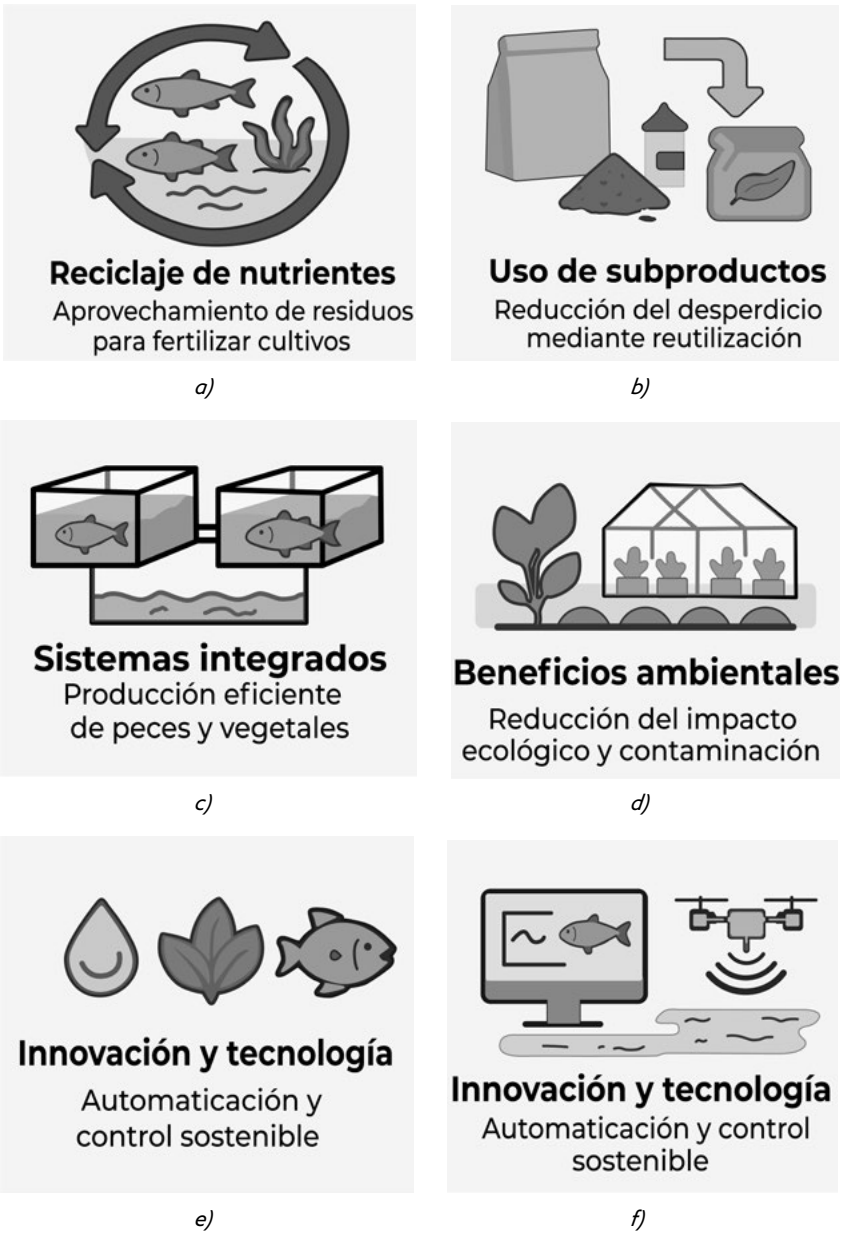 Reciclaje de nutrientes
Aprovechamiento de residuos
para fertilizar cultivos
a)
Uso de subproductos
Reducción del desperdicio
mediante reutilización
b)
Sistemas integrados
Producción eficiente
de peces y vegetales
c)
Beneficios ambientales
Reducción del impacto
ecológico y contaminación
d)
Innovación y tecnología
Automaticación y
control sostenible
e)
Innovación y tecnología
Automaticación y control
sostenible
f)